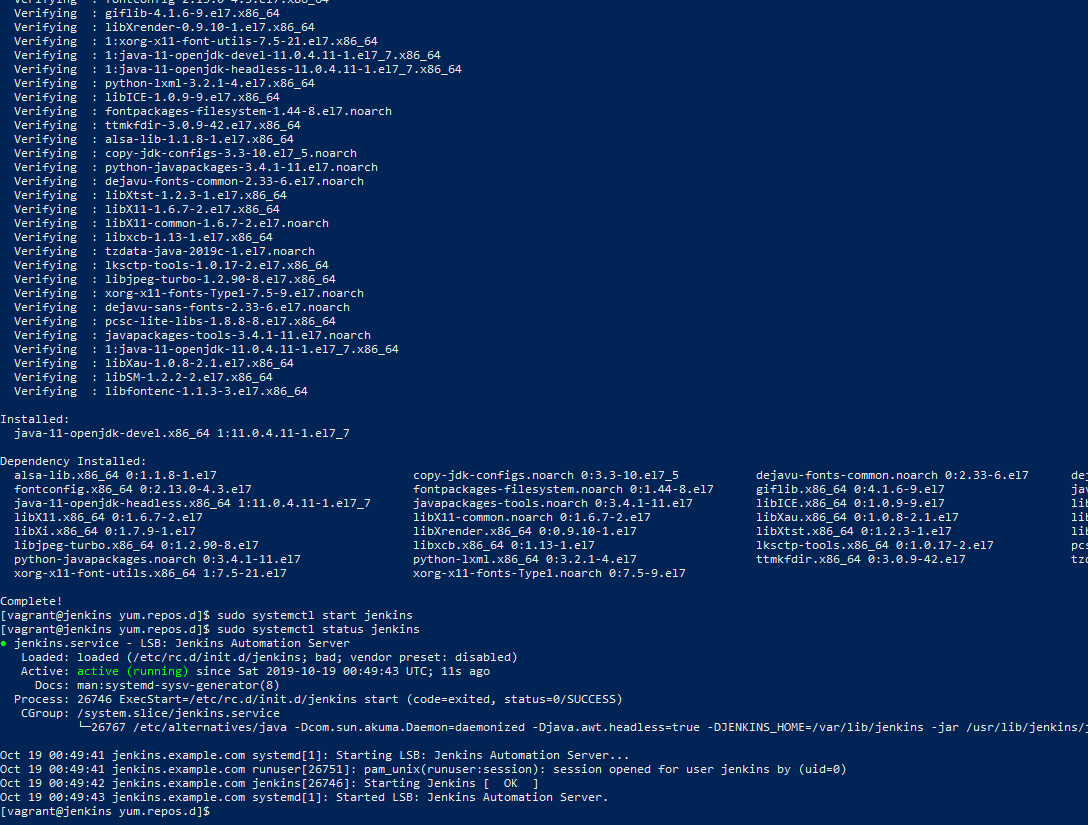 Verifying  : fontconfig-2.13.0-4.3.el7.x86_64
Verifying  : giflib-4.1.6-9.el7.x86_64
Verifying  : libXrender-0.9.10-1.el7.x86_64
Verifying  : 1:xorg-x11-font-utils-7.5-21.el7.x86_64
Verifying  : 1:java-11-openjdk-devel-11.0.4.11-1.el7_7.x86_64
Verifying  : 1:java-11-openjdk-headless-11.0.4.11-1.el7_7.x86_64
Verifying  : python-lxml-3.2.1-4.el7.x86_64
Verifying  : libICE-1.0.9-9.el7.x86_64
Verifying  : fontpackages-filesystem-1.44-8.el7.noarch
Verifying  : ttmkfdir-3.0.9-42.el7.x86_64
Verifying  : alsa-lib-1.1.8-1.el7.x86_64
Verifying  : copy-jdk-configs-3.3-10.el7_5.noarch
Verifying  : python-javapackages-3.4.1-11.el7.noarch
Verifying  : dejavu-fonts-common-2.33-6.el7.noarch
Verifying  : libXtst-1.2.3-1.el7.x86_64
Verifying  : libX11-1.6.7-2.el7.x86_64
Verifying  : libX11-common-1.6.7-2.el7.noarch
Verifying  : libxcb-1.13-1.el7.x86_64
Verifying  : tzdata-java-2019c-1.el7.noarch
Verifying  : lksctp-tools-1.0.17-2.el7.x86_64
Verifying  : libjpeg-turbo-1.2.90-8.el7.x86_64
Verifying  : xorg-x11-fonts-Type1-7.5-9.el7.noarch
Verifying  : dejavu-sans-fonts-2.33-6.el7.noarch
Verifying  : pcsc-lite-libs-1.8.8-8.el7.x86_64
Verifying  : javapackages-tools-3.4.1-11.el7.noarch
Verifying  : 1:java-11-openjdk-11.0.4.11-1.el7_7.x86_64
Verifying  : libXau-1.0.8-2.1.el7.x86_64
Verifying  : libSM-1.2.2-2.el7.x86_64
Verifying  : libfontenc-1.1.3-3.el7.x86_64
Installed:
java-11-openjdk-devel.x86_64 1:11.0.4.11-1.el7_7
Dependency Installed:
alsa-lib.x86_64 0:1.1.8-1.el7 copy-jdk-configs.noarch 0:3.3-10.el7_5 dejavu-fonts-common.noarch 0:2.33-6.el7 dej
fontconfig.x86_64 0:2.13.0-4.3.el7 fontpackages-filesystem.noarch 0:1.44-8.el7 giflib.x86_64 0:4.1.6-9.el7 jav
java-11-openjdk-headless.x86_64 1:11.0.4.11-1.el7_7 javapackages-tools.noarch 0:3.4.1-11.el7 libICE.x86_64 0:1.0.9-9.el7 lib
libX11.x86_64 0:1.6.7-2.el7 libX11-common.noarch 0:1.6.7-2.el7 libXau.x86_64 0:1.0.8-2.1.el7 lib
libXi.x86_64 0:1.7.9-1.el7 libXrender.x86_64 0:0.9.10-1.el7 libXtst.x86_64 0:1.2.3-1.el7 lib
libjpeg-turbo.x86_64 0:1.2.90-8.el7 libxcb.x86_64 0:1.13-1.el7 lksctp-tools.x86_64 0:1.0.17-2.el7 pcs
python-javapackages.noarch 0:3.4.1-11.el7 python-lxml.x86_64 0:3.2.1-4.el7 ttmkfdir.x86_64 0:3.0.9-42.el7 tzd
xorg-x11-font-utils.x86_64 1:7.5-21.el7 xorg-x11-fonts-Type1.noarch 0:7.5-9.el7
Complete!
[vagrant@jenkins yum.repos.d]$ sudo systemctl start jenkins
[vagrant@jenkins yum.repos.d]$ sudo systemctl status jenkins
● jenkins.service - LSB: Jenkins Automation Server
Loaded: loaded (/etc/rc.d/init.d/jenkins; bad; vendor preset: disabled)
Active: active (running) since Sat 2019-10-19 00:49:43 UTC; 11s ago
Docs: man:systemd-sysv-generator(8)
Process: 26746 ExecStart=/etc/rc.d/init.d/jenkins start (code=exited, status=0/SUCCESS)
CGroup: /system.slice/jenkins.service
└─26767 /etc/alternatives/java -Dcom.sun.akuma.Daemon=daemonized -Djava.awt.headless=true -DJENKINS_HOME=/var/lib/jenkins -jar /usr/lib/jenkins/j
Oct 19 00:49:41 jenkins.example.com systemd[1]: Starting LSB: Jenkins Automation Server...
Oct 19 00:49:41 jenkins.example.com runuser[26751]: pam_unix(runuser:session): session opened for user jenkins by (uid=0)
Oct 19 00:49:42 jenkins.example.com jenkins[26746]: Starting Jenkins [  OK  ]
Oct 19 00:49:43 jenkins.example.com systemd[1]: Started LSB: Jenkins Automation Server.
[vagrant@jenkins yum.repos.d]$